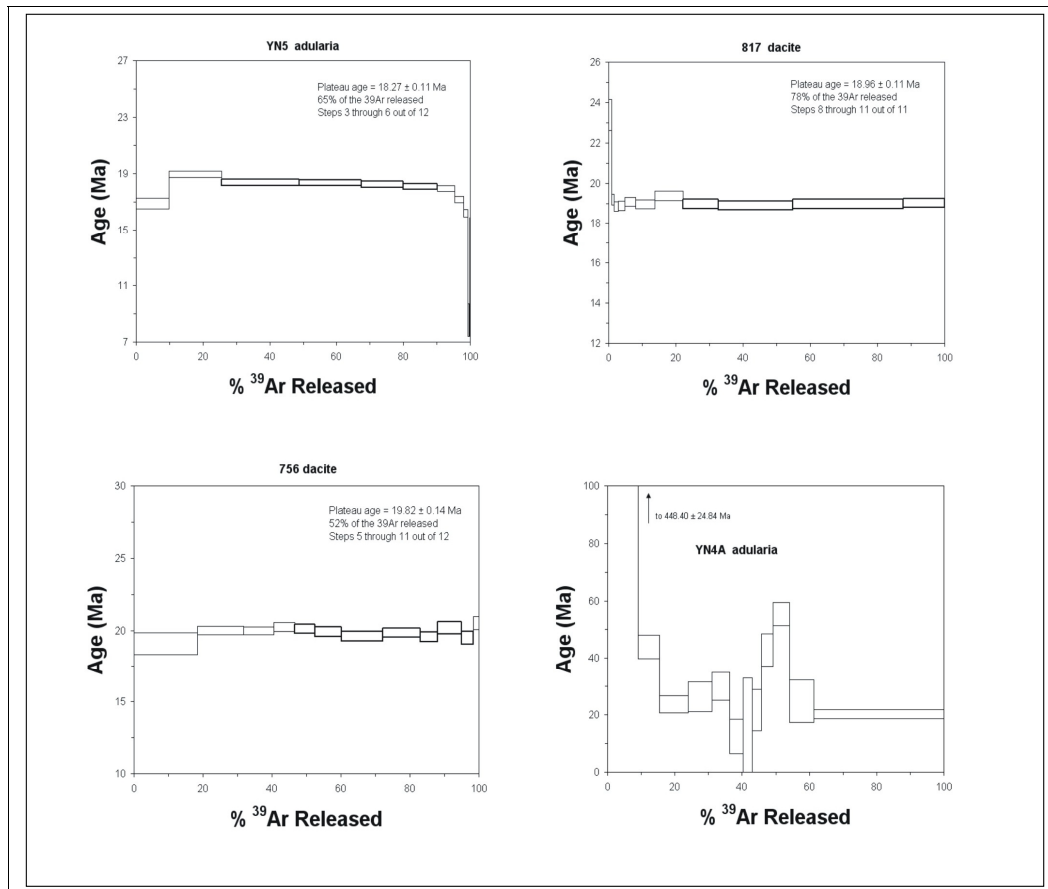 YN5 adularia
Plateau age = 18.27 ± 0.11 Ma
65% of the 39Ar released
Steps 3 through 6 out of 12
Age (Ma)
27
23
19
15
11
7
0 20 40 60 80 100
% ³⁹Ar Released
817 dacite
Plateau age = 18.96 ± 0.11 Ma
78% of the 39Ar released
Steps 8 through 11 out of 11
Age (Ma)
26
24
22
20
18
16
14
12
0 20 40 60 80 100
% ³⁹Ar Released
756 dacite
Plateau age = 19.82 ± 0.14 Ma
52% of the 39Ar released
Steps 5 through 11 out of 12
Age (Ma)
30
25
20
15
10
0 20 40 60 80 100
% ³⁹Ar Released
to 448.40 ± 24.84 Ma
YN4A adularia
Age (Ma)
100
80
60
40
20
0
0 20 40 60 80 100
% ³⁹Ar Released